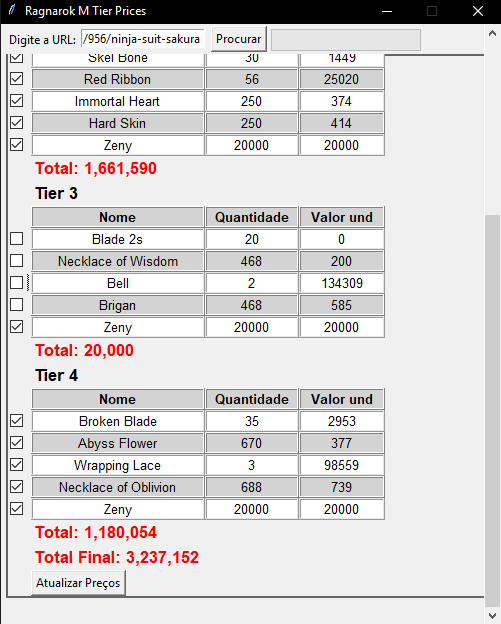 Ragnarok M Tier Prices
Digite a URL: /956/ninja-suit-sakura Procurar
Skel Bone 30 1449
Red Ribbon 56 25020
Immortal Heart 250 374
Hard Skin 250 414
Zeny 20000 20000
Total: 1,661,590
Tier 3
Nome Quantidade Valor und
Blade 2s 20 0
Necklace of Wisdom 468 200
Bell 2 134309
Brigan 468 585
Zeny 20000 20000
Total: 20,000
Tier 4
Nome Quantidade Valor und
Broken Blade 35 2953
Abyss Flower 670 377
Wrapping Lace 3 98559
Necklace of Oblivion 688 739
Zeny 20000 20000
Total: 1,180,054
Total Final: 3,237,152
Atualizar Preços